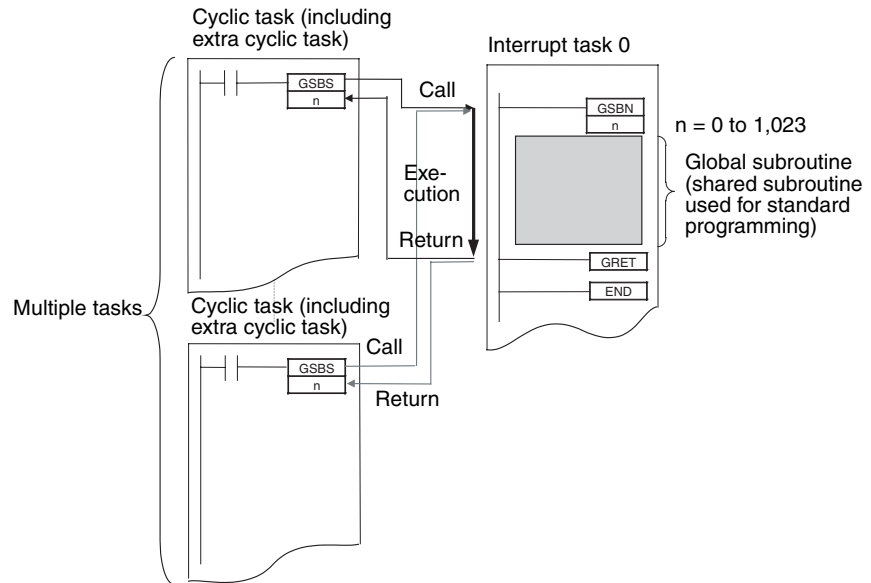 Cyclic task (including
extra cyclic task)
GSBS
n
Call
Exe-
cution
Return
Interrupt task 0
GSBN
n
n = 0 to 1,023
Global subroutine
(shared subroutine
used for standard
programming)
GRET
END
Multiple tasks
Cyclic task (including
extra cyclic task)
Call
GSBS
n
Return